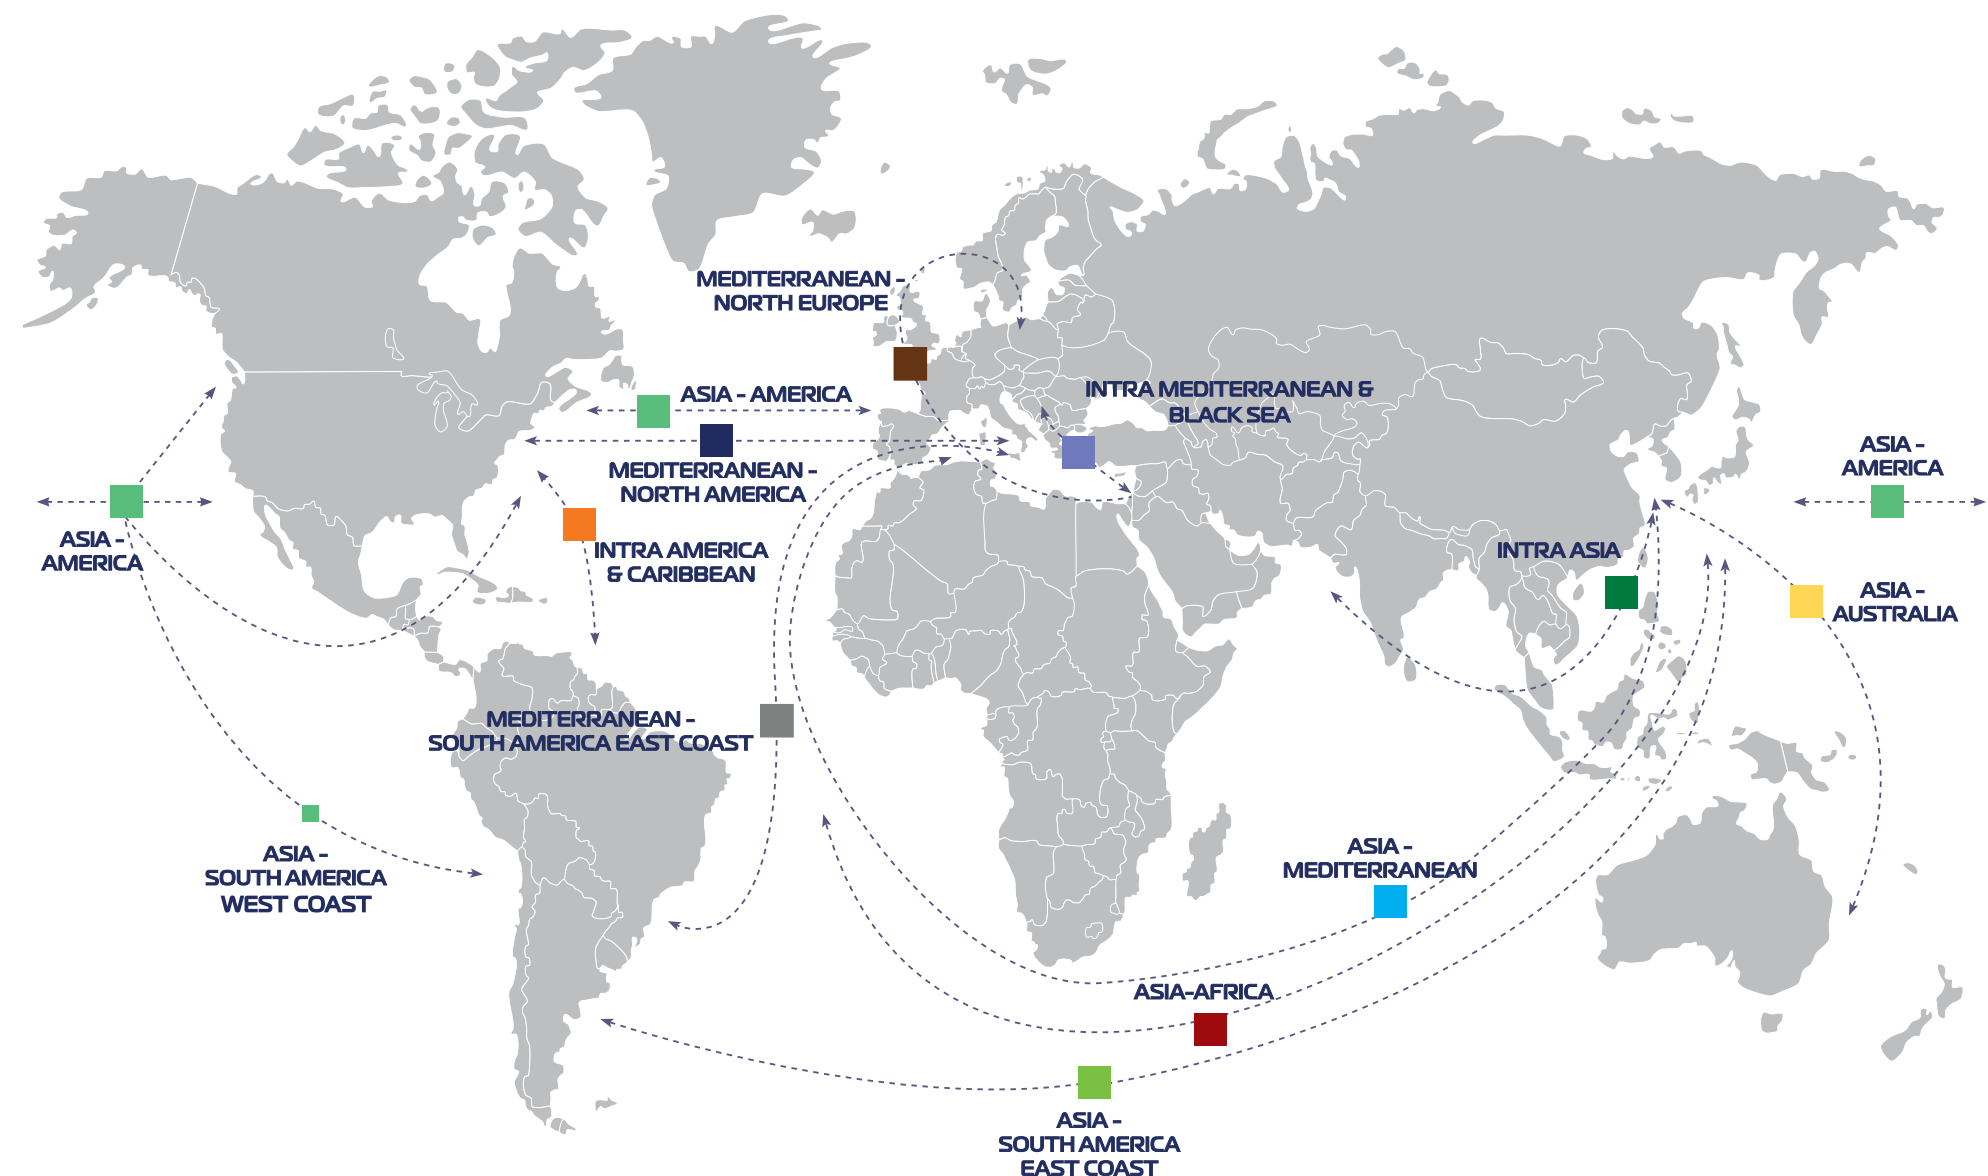 MEDITERRANEAN -
NORTH EUROPE
ASIA - AMERICA
INTRA MEDITERRANEAN &
BLACK SEA
MEDITERRANEAN -
NORTH AMERICA
ASIA -
AMERICA
ASIA -
AMERICA
INTRA AMERICA
& CARIBBEAN
INTRA ASIA
ASIA -
AUSTRALIA
MEDITERRANEAN -
SOUTH AMERICA EAST COAST
ASIA -
SOUTH AMERICA
WEST COAST
ASIA -
MEDITERRANEAN
ASIA-AFRICA
ASIA -
SOUTH AMERICA
EAST COAST